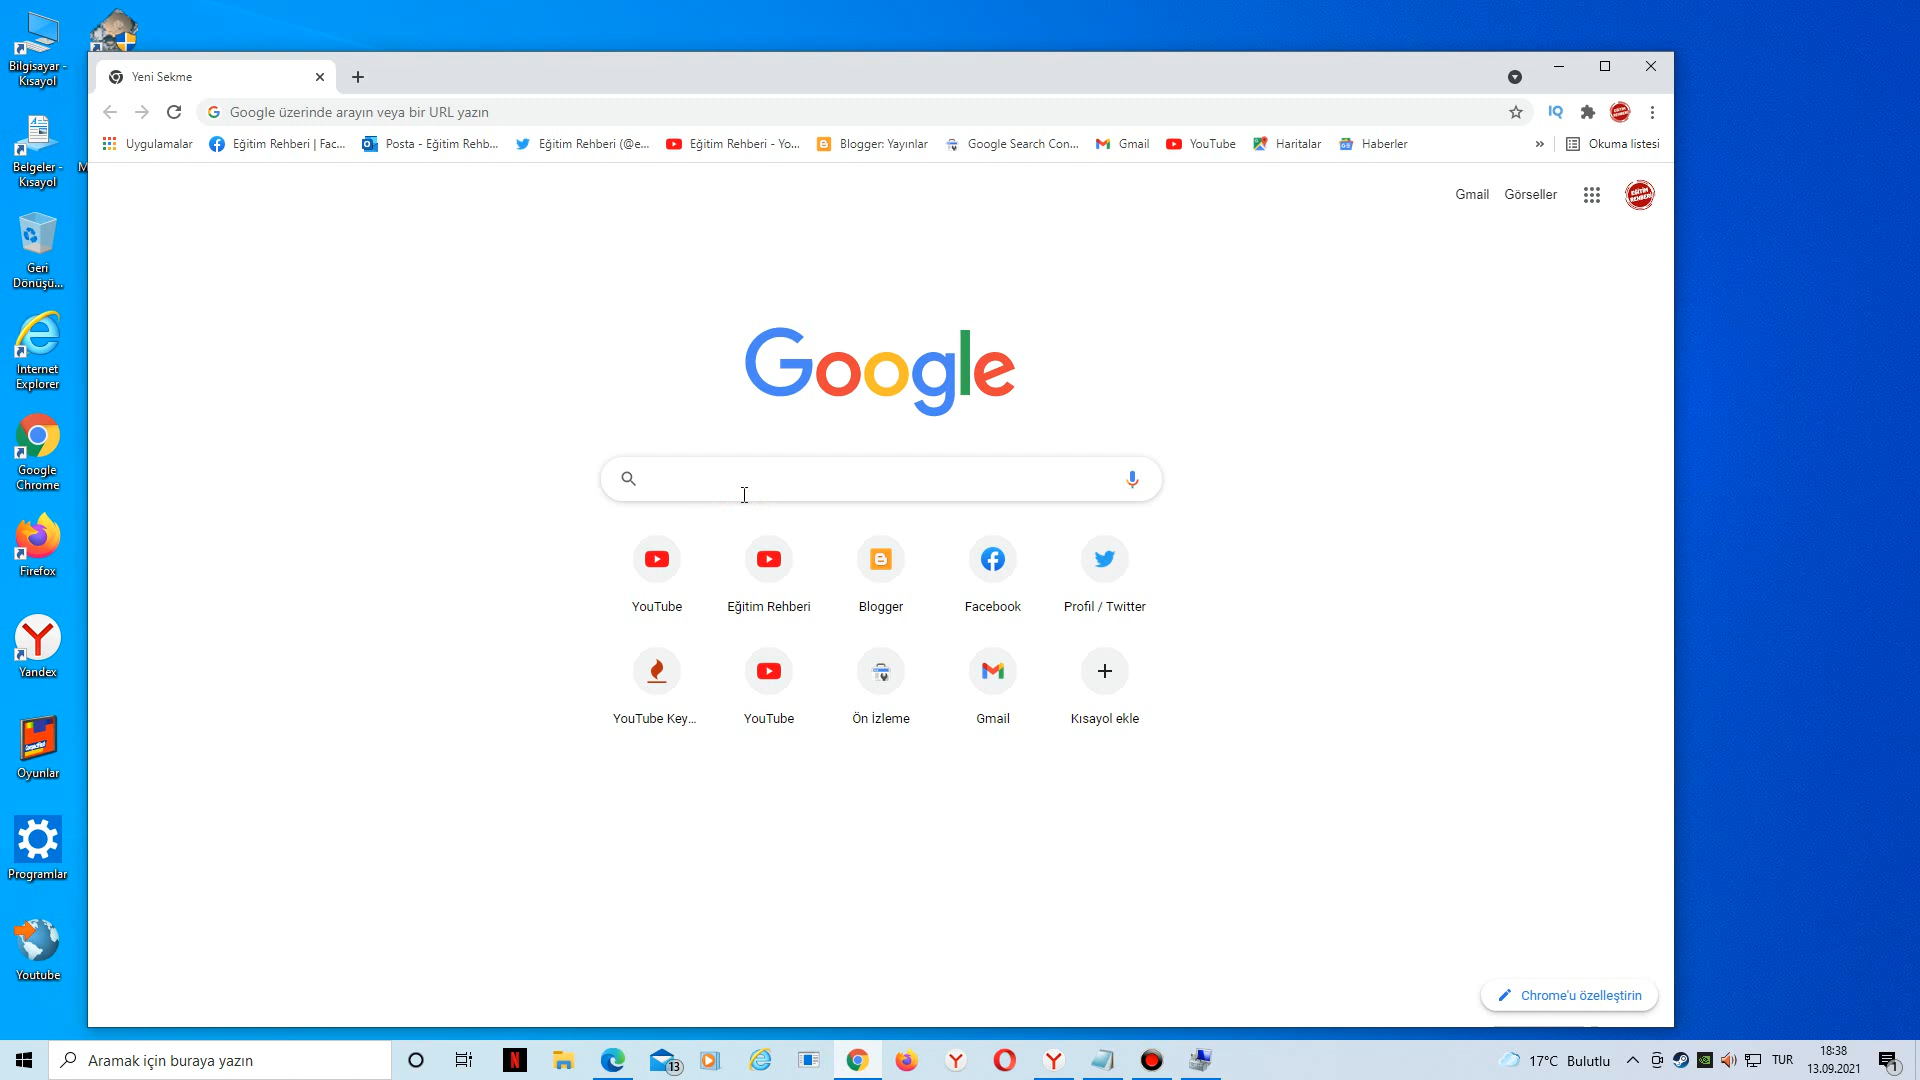 Bilgisayar -
Kısayol
Belgeler -
Kısayol
M
Geri
Dönüşü...
Internet
Explorer
Google
Chrome
Firefox
Yandex
Oyunlar
Programlar
Youtube
Yeni Sekme
Google üzerinde arayın veya bir URL yazın
Uygulamalar
Eğitim Rehberi | Fac...
Posta - Eğitim Rehb...
Eğitim Rehberi (@e...
Eğitim Rehberi - Yo...
Blogger: Yayınlar
Google Search Con...
Gmail
YouTube
Haritalar
Haberler
»
Okuma listesi
Gmail
Görseller
Google
YouTube
Eğitim Rehberi
Blogger
Facebook
Profil / Twitter
YouTube Key...
YouTube
Ön İzleme
Gmail
Kısayol ekle
Chrome'u özelleştirin
Aramak için buraya yazın
13
17°C Bulutlu
TUR
18:38
13.09.2021
1